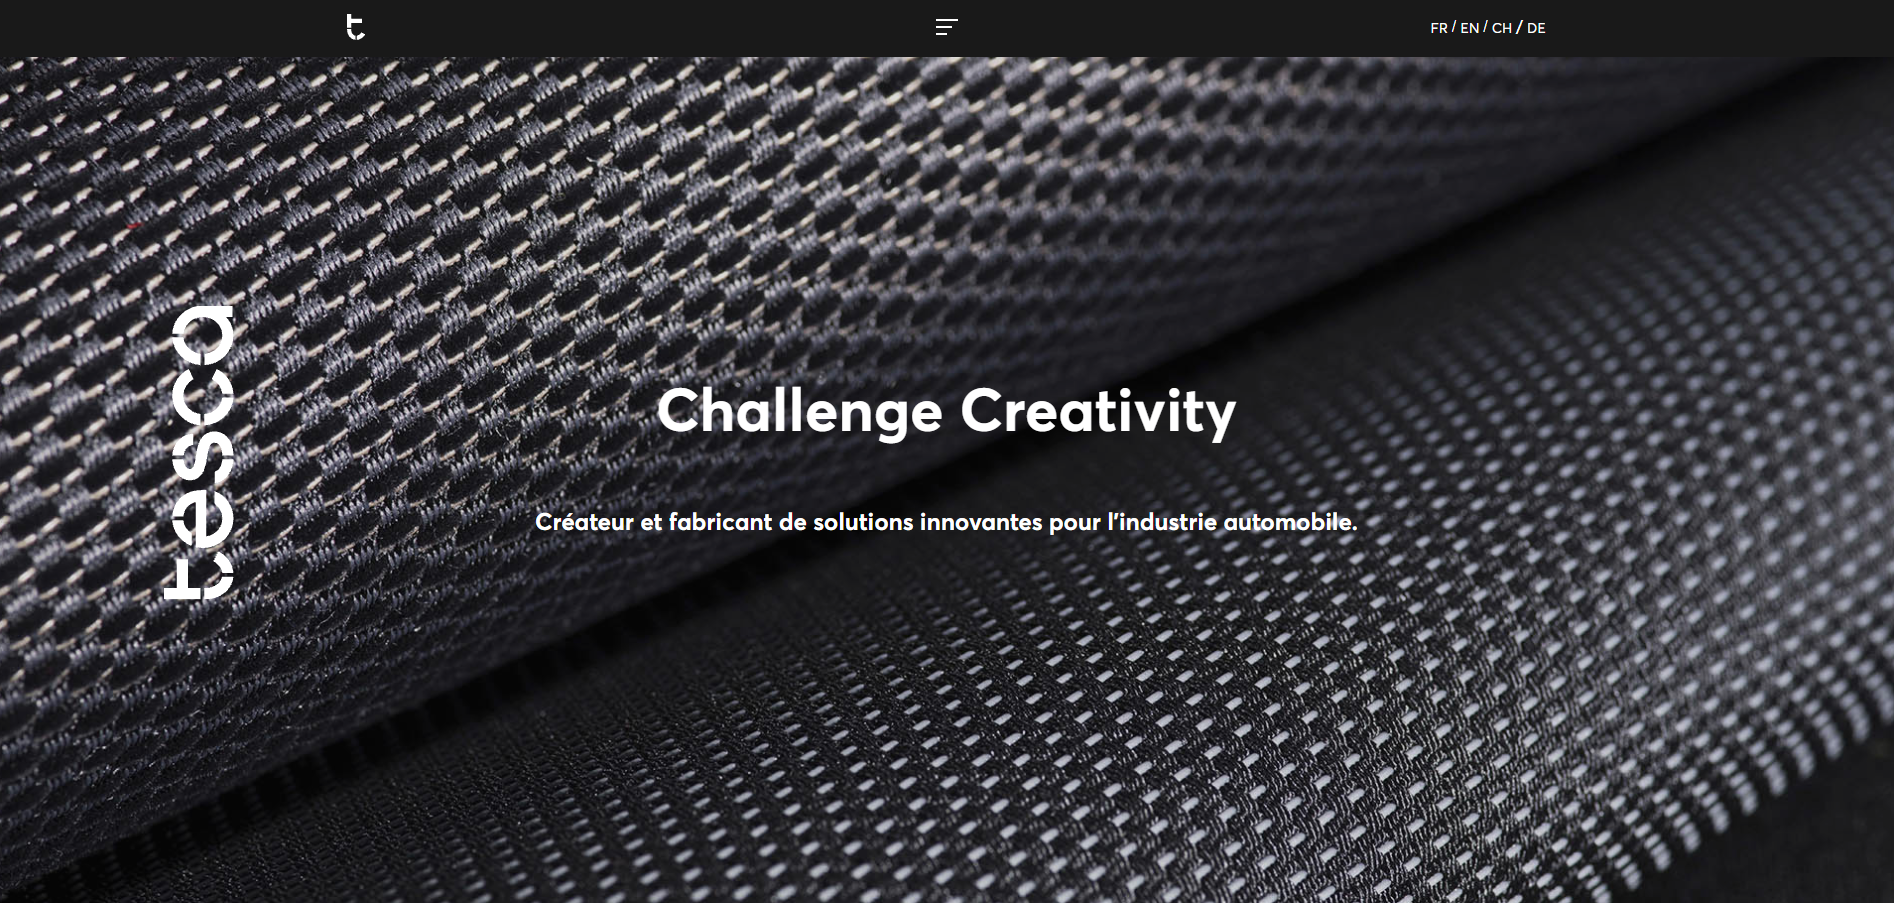 t
FR / EN / CH / DE
tesca
Challenge Creativity
Créateur et fabricant de solutions innovantes pour l'industrie automobile.